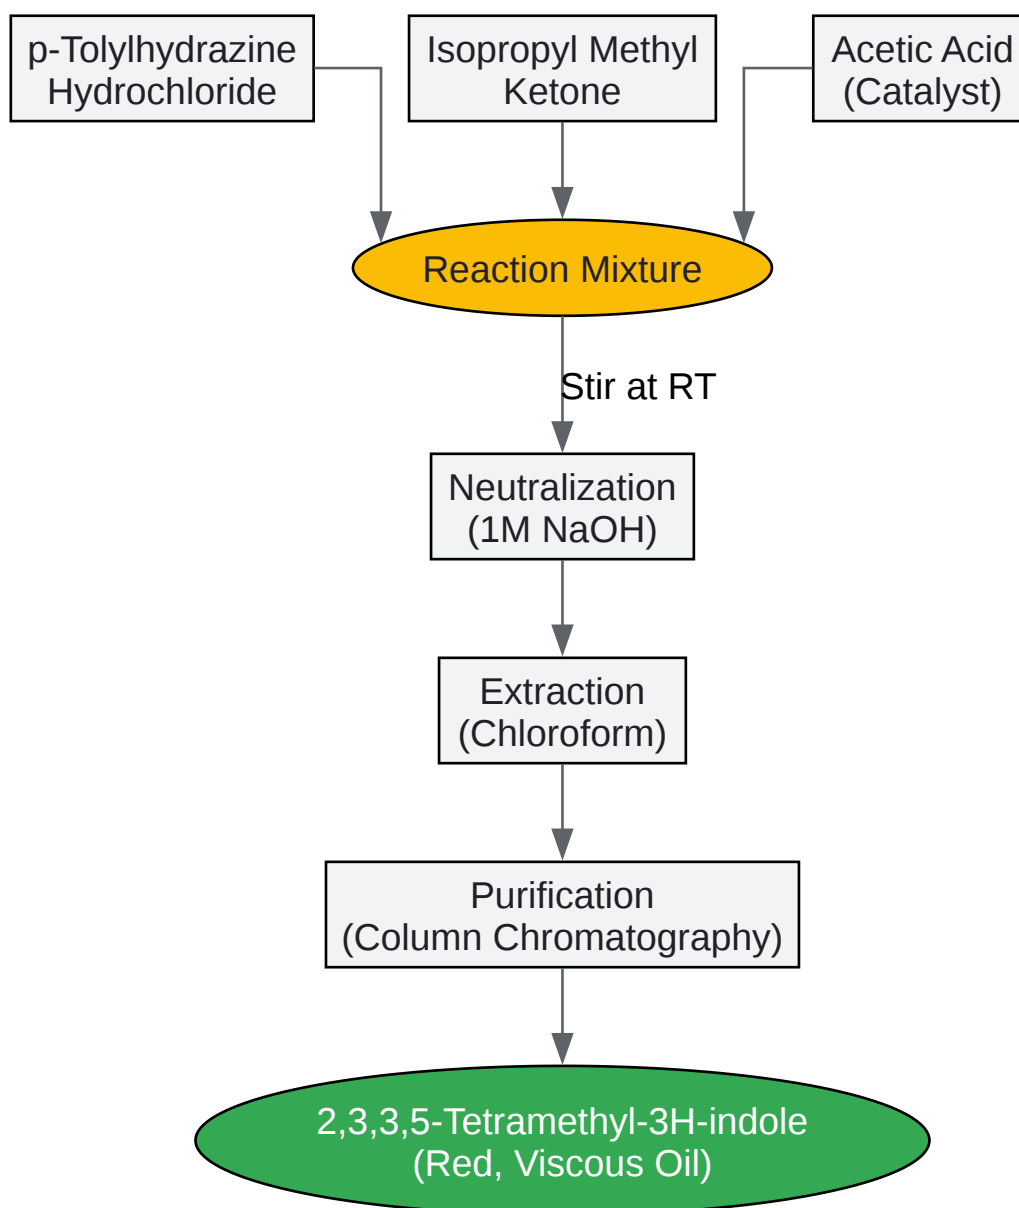 p-Tolylhydrazine
Hydrochloride
Isopropyl Methyl
Ketone
Acetic Acid
(Catalyst)
Reaction Mixture
Stir at RT
Neutralization
(1M NaOH)
Extraction
(Chloroform)
Purification
(Column Chromatography)
2,3,3,5-Tetramethyl-3H-indole
(Red, Viscous Oil)